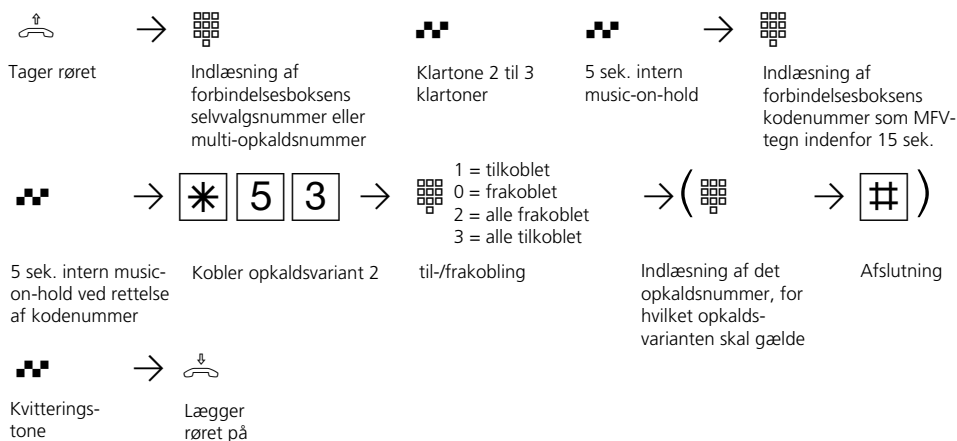 Tager røret
Indlæsning af
forbindelsesboksens
selvvalgsnummer eller
multi-opkaldsnummer
Klartone 2 til 3
klartoner
5 sek. intern
music-on-hold
Indlæsning af
forbindelsesboksens
kodenummer som MFV-
tegn indenfor 15 sek.
* 5 3
1 = tilkoblet
0 = frakoblet
2 = alle frakoblet
3 = alle tilkoblet
( # )
5 sek. intern music-
on-hold ved rettelse
af kodenummer
Kobler opkaldsvariant 2
til-/frakobling
Indlæsning af det
opkaldsnummer, for
hvilket opkalds-
varianten skal gælde
Afslutning
Kvitterings-
tone
Lægger
røret på